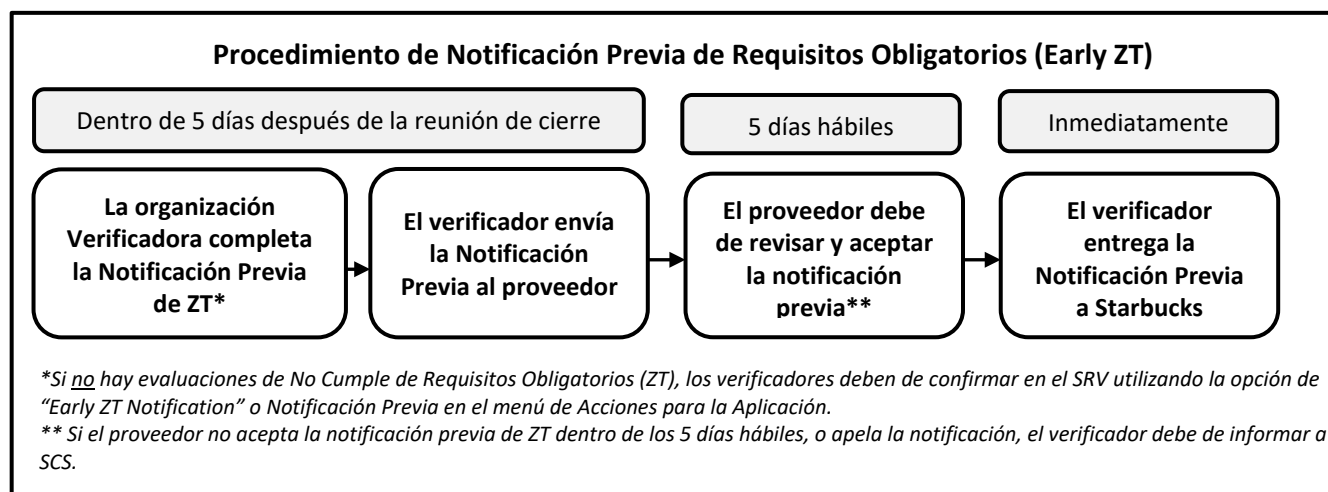 Procedimiento de Notificación Previa de Requisitos Obligatorios (Early ZT)
Dentro de 5 días después de la reunión de cierre
5 días hábiles
Inmediatamente
La organización
Verificadora completa
la Notificación Previa
de ZT*
El verificador envía
la Notificación
Previa al proveedor
El proveedor debe
de revisar y aceptar
la notificación
previa**
El verificador
entrega la
Notificación Previa
a Starbucks
*Si no hay evaluaciones de No Cumple de Requisitos Obligatorios (ZT), los verificadores deben de confirmar en el SRV utilizando la opción de
“Early ZT Notification” o Notificación Previa en el menú de Acciones para la Aplicación.
** Si el proveedor no acepta la notificación previa de ZT dentro de los 5 días hábiles, o apela la notificación, el verificador debe de informar a
SCS.